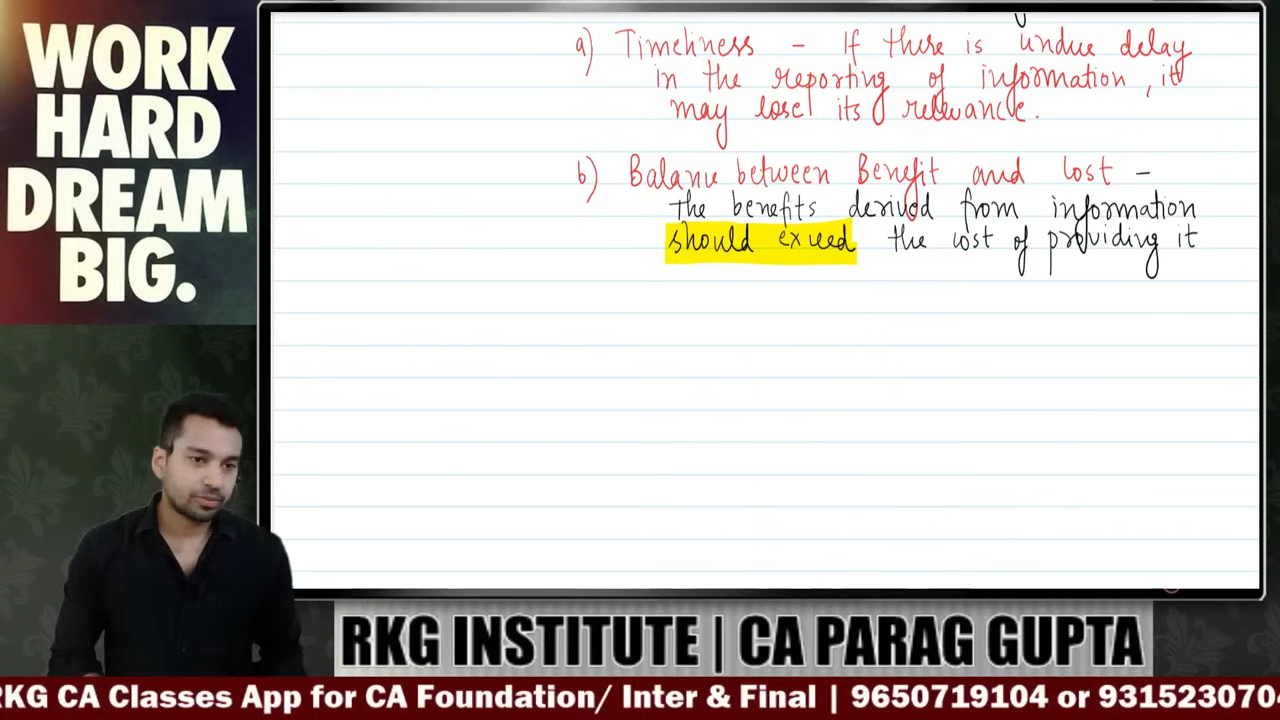 WORK
HARD
DREAM
BIG.
a) Timeliness - If there is undue delay
in the reporting of information, it
may lose its relevance.
b) Balance between Benefit and Cost -
The benefits derived from information
should exceed the cost of providing it
RKG INSTITUTE | CA PARAG GUPTA
RKG CA Classes App for CA Foundation/ Inter & Final | 9650719104 or 931523070